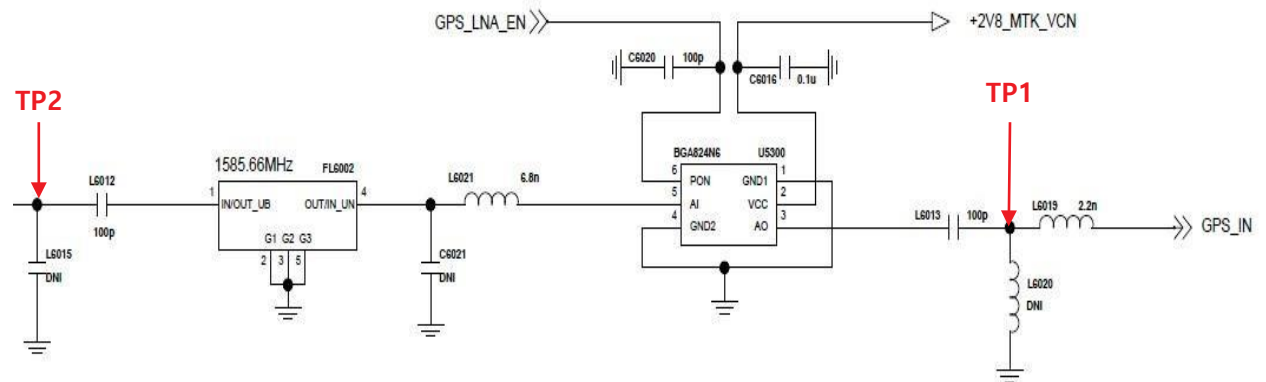 GPS_LNA_EN
+2V8_MTK_VCN
C6020 100p
C6016 0.1u
TP2
TP1
1585.66MHz
FL6002
BGA824N6 U5300
L6012
100p
1 IN/OUT_UB OUT/IN_UN 4
G1 G2 G3
2 3 5
L6021 6.8n
6 PON GND1 1
5 AI VCC 2
4 GND2 AO 3
L6013 100p
L6019 2.2n
GPS_IN
L6015
DNI
C6021
DNI
L6020
DNI